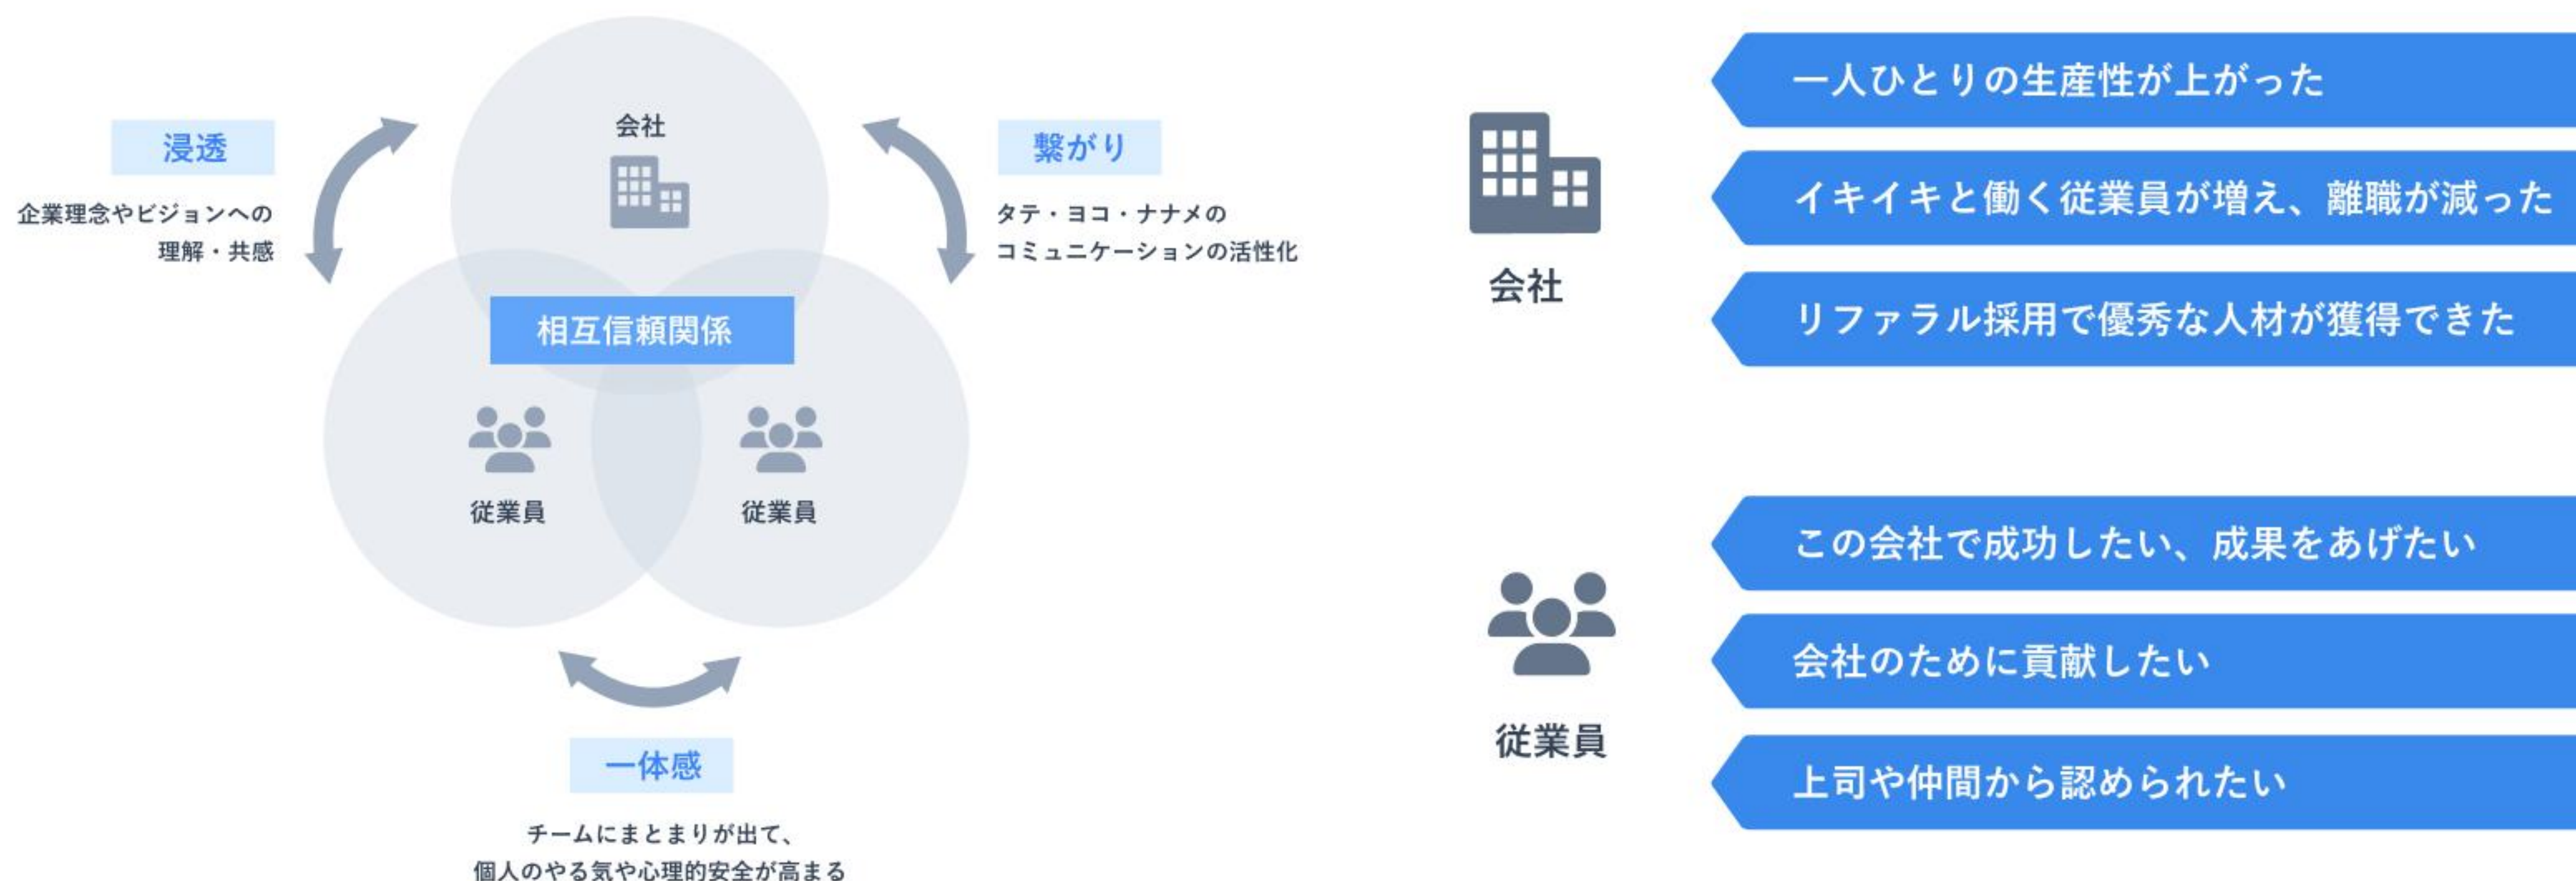 会社
浸透
企業理念やビジョンへの
理解・共感
繋がり
タテ・ヨコ・ナナメの
コミュニケーションの活性化
相互信頼関係
従業員
従業員
一体感
チームにまとまりが出て、
個人のやる気や心理的安全が高まる
会社
一人ひとりの生産性が上がった
イキイキと働く従業員が増え、離職が減った
リファラル採用で優秀な人材が獲得できた
従業員
この会社で成功したい、成果をあげたい
会社のために貢献したい
上司や仲間から認められたい